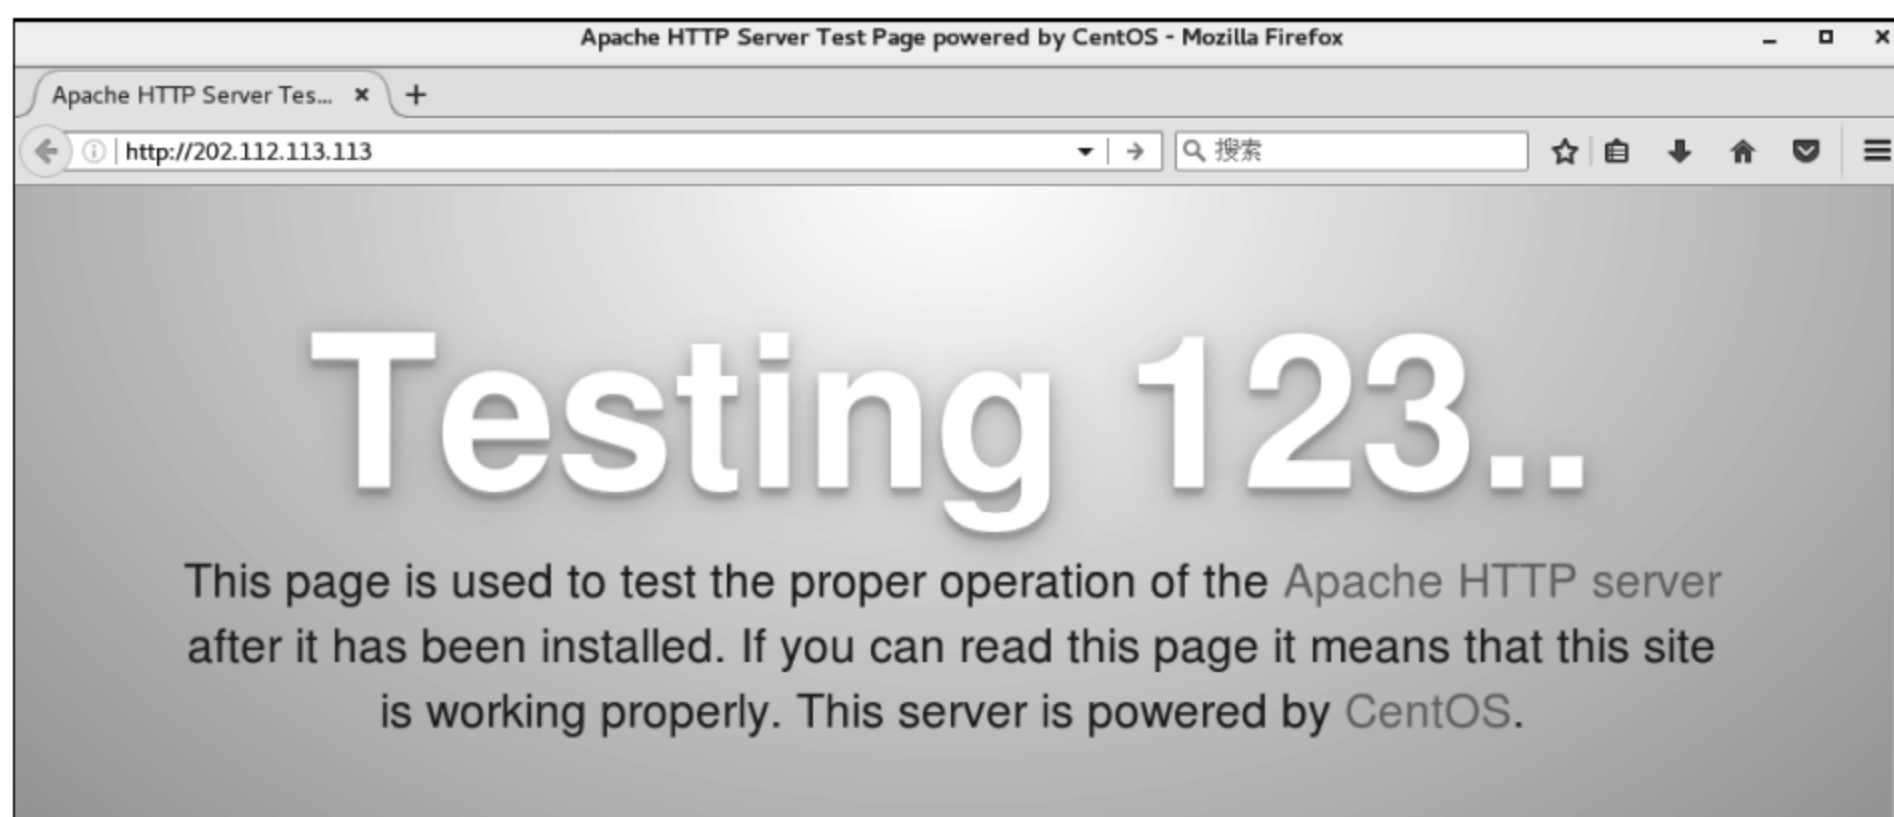 Apache HTTP Server Test Page powered by CentOS - Mozilla Firefox
Apache HTTP Server Tes...
http://202.112.113.113
搜索
Testing 123..
This page is used to test the proper operation of the Apache HTTP server
after it has been installed. If you can read this page it means that this site
is working properly. This server is powered by CentOS.